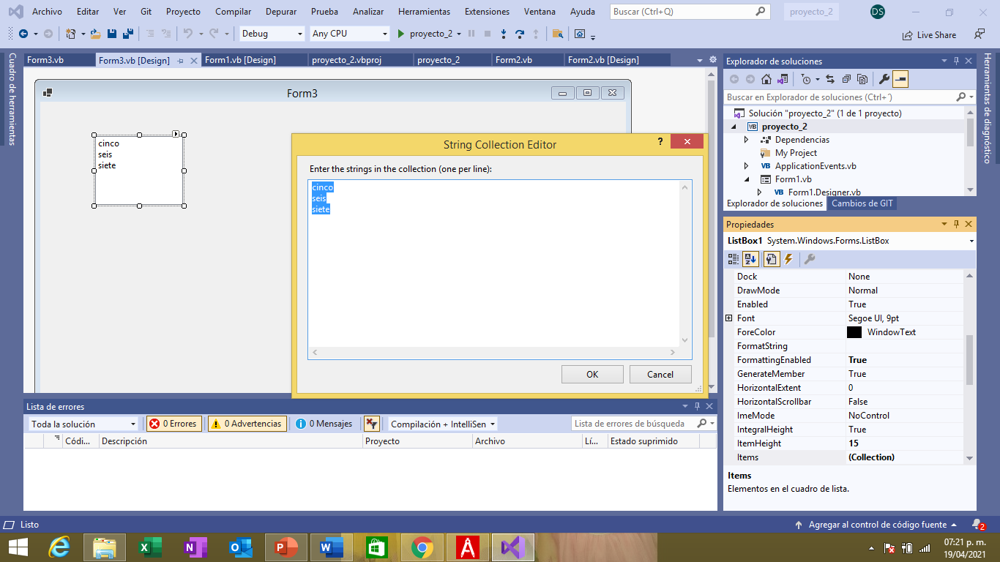 Archivo Editar Ver Git Proyecto Compilar Depurar Prueba Analizar Herramientas Extensiones Ventana Ayuda Buscar (Ctrl+Q) proyecto_2 DS
Debug Any CPU proyecto_2 Live Share
Cuadro de herramientas
Form3.vb Form3.vb [Design] Form1.vb [Design] proyecto_2.vbproj proyecto_2 Form2.vb Form2.vb [Design]
Form3
cinco
seis
siete
String Collection Editor ?
Enter the strings in the collection (one per line):
cinco
seis
siete
OK Cancel
Explorador de soluciones
Buscar en Explorador de soluciones (Ctrl+´)
Solución "proyecto_2" (1 de 1 proyecto)
VB proyecto_2
Dependencias
My Project
VB ApplicationEvents.vb
Form1.vb
VB Form1.Designer.vb
Explorador de soluciones Cambios de GIT
Herramientas de diagnóstico
Propiedades
ListBox1 System.Windows.Forms.ListBox
Dock None
DrawMode Normal
Enabled True
Font Segoe UI, 9pt
ForeColor WindowText
FormatString
FormattingEnabled True
GenerateMember True
HorizontalExtent 0
HorizontalScrollbar False
ImeMode NoControl
IntegralHeight True
ItemHeight 15
Items (Collection)
Items
Elementos en el cuadro de lista.
Lista de errores
Toda la solución 0 Errores 0 Advertencias 0 Mensajes Compilación + IntelliSen Lista de errores de búsqueda
Códi... Descripción Proyecto Archivo Lí... Estado suprimido
Listo Agregar al control de código fuente 2
07:21 p. m.
19/04/2021